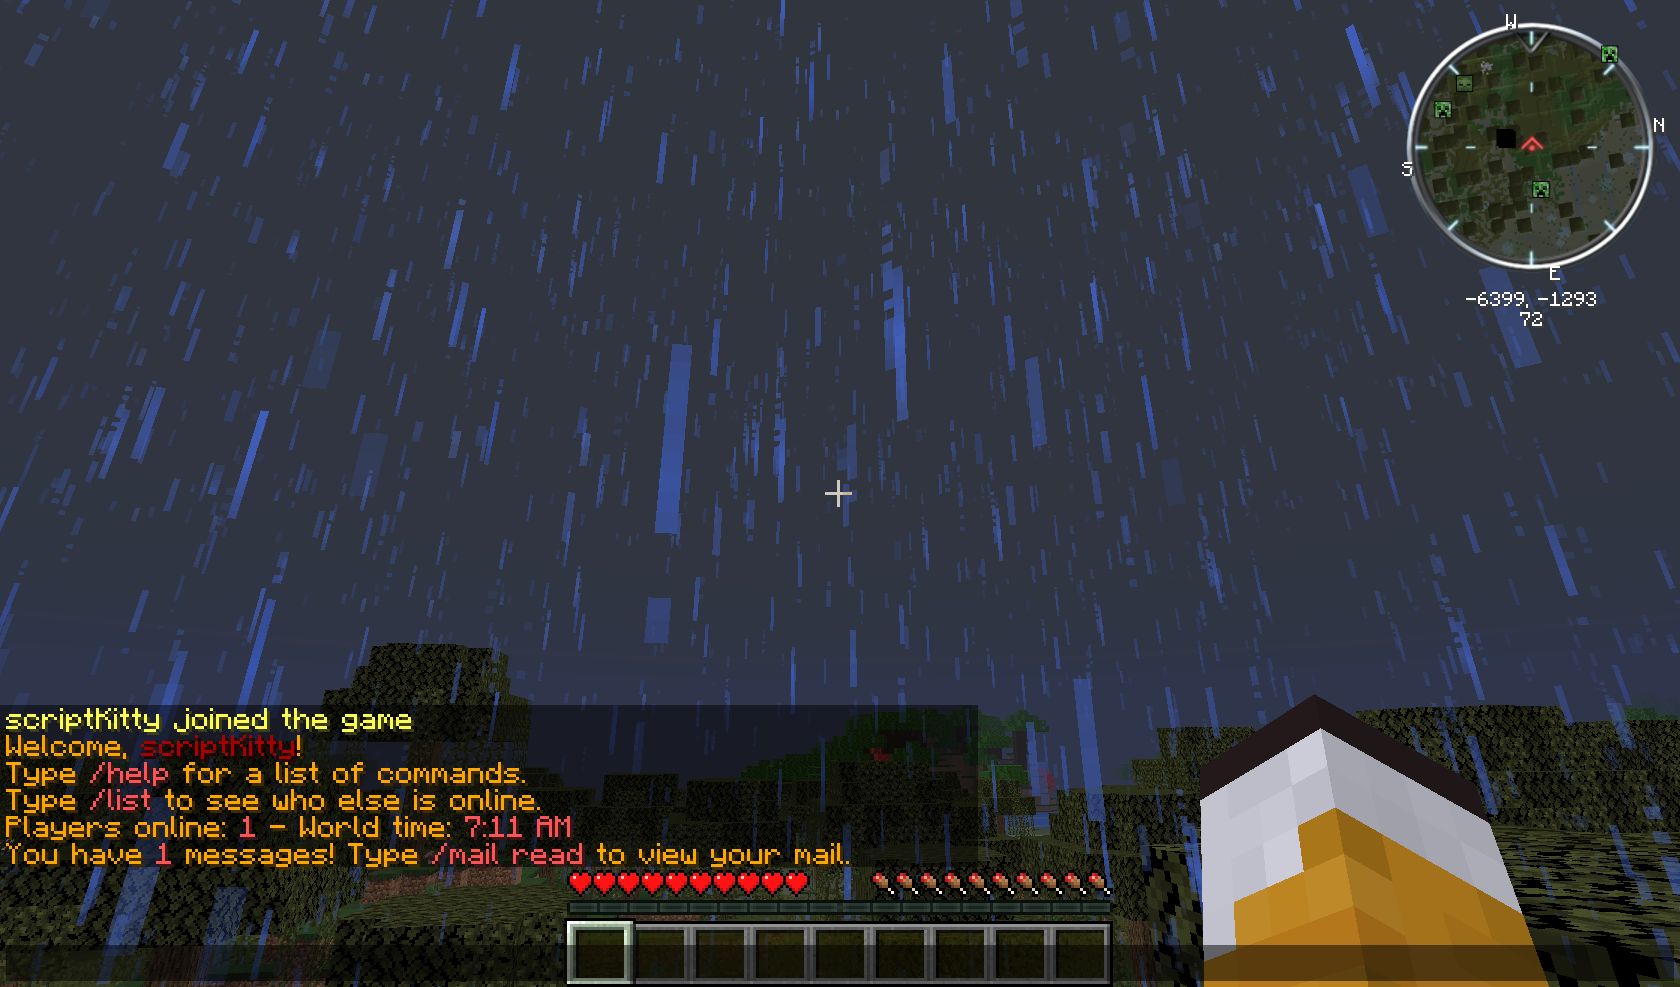 W
N
S
E
-6399, -1293
72
scriptKitty joined the game
Welcome, scriptKitty!
Type /help for a list of commands.
Type /list to see who else is online.
Players online: 1 - World time: 7:11 AM
You have 1 messages! Type /mail read to view your mail.